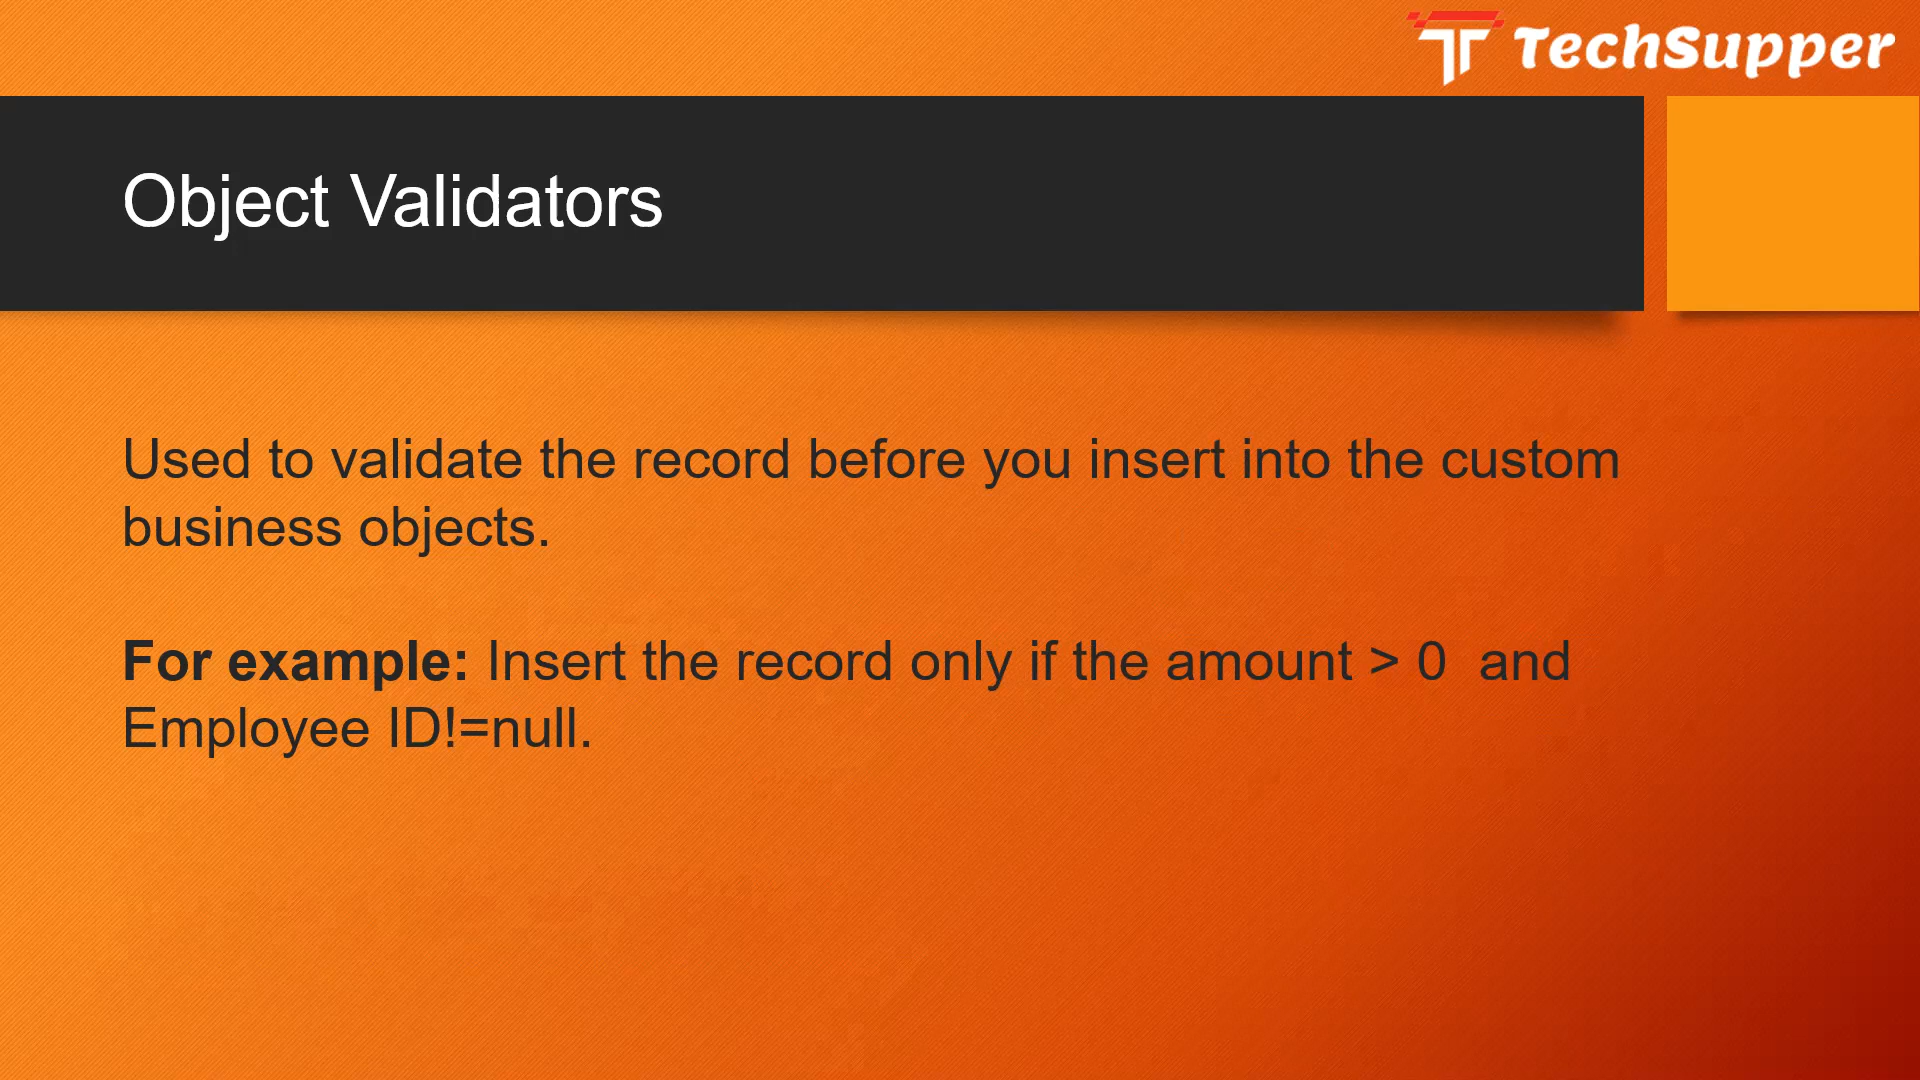 TechSupper
Object Validators
Used to validate the record before you insert into the custom
business objects.
For example: Insert the record only if the amount > 0  and
Employee ID!=null.